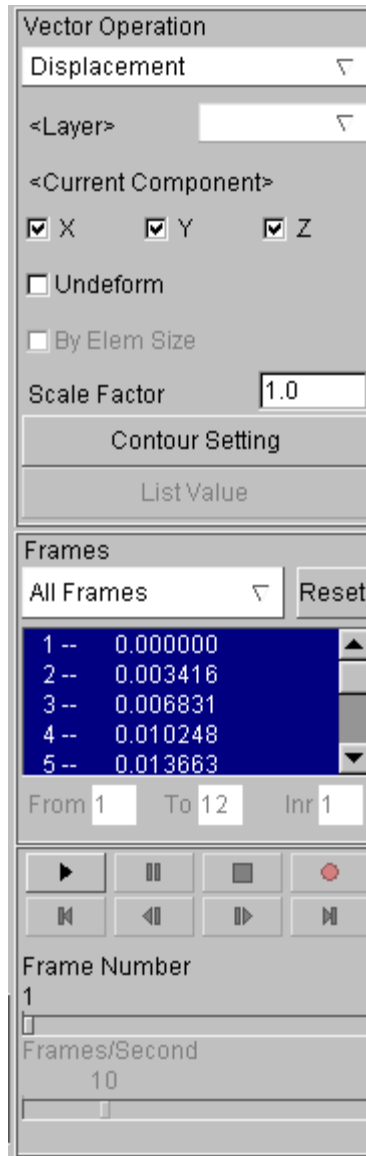 Vector Operation
Displacement
<Layer>
<Current Component>
X Y Z
Undeform
By Elem Size
Scale Factor 1.0
Contour Setting
List Value
Frames
All Frames Reset
1 -- 0.000000
2 -- 0.003416
3 -- 0.006831
4 -- 0.010248
5 -- 0.013663
From 1 To 12 Inr 1
Frame Number
1
Frames/Second
10